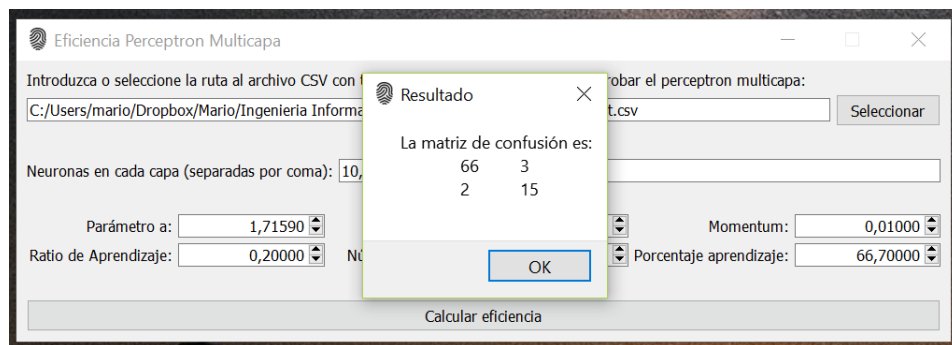 Eficiencia Perceptron Multicapa
Introduzca o seleccione la ruta al archivo CSV con
robar el perceptron multicapa:
C:/Users/mario/Dropbox/Mario/Ingenieria Informa
t.csv
Seleccionar
Resultado
La matriz de confusión es:
66 3
2 15
OK
Neuronas en cada capa (separadas por coma): 10,
Parámetro a: 1,71590
Momentum: 0,01000
Ratio de Aprendizaje: 0,20000
Porcentaje aprendizaje: 66,70000
Calcular eficiencia